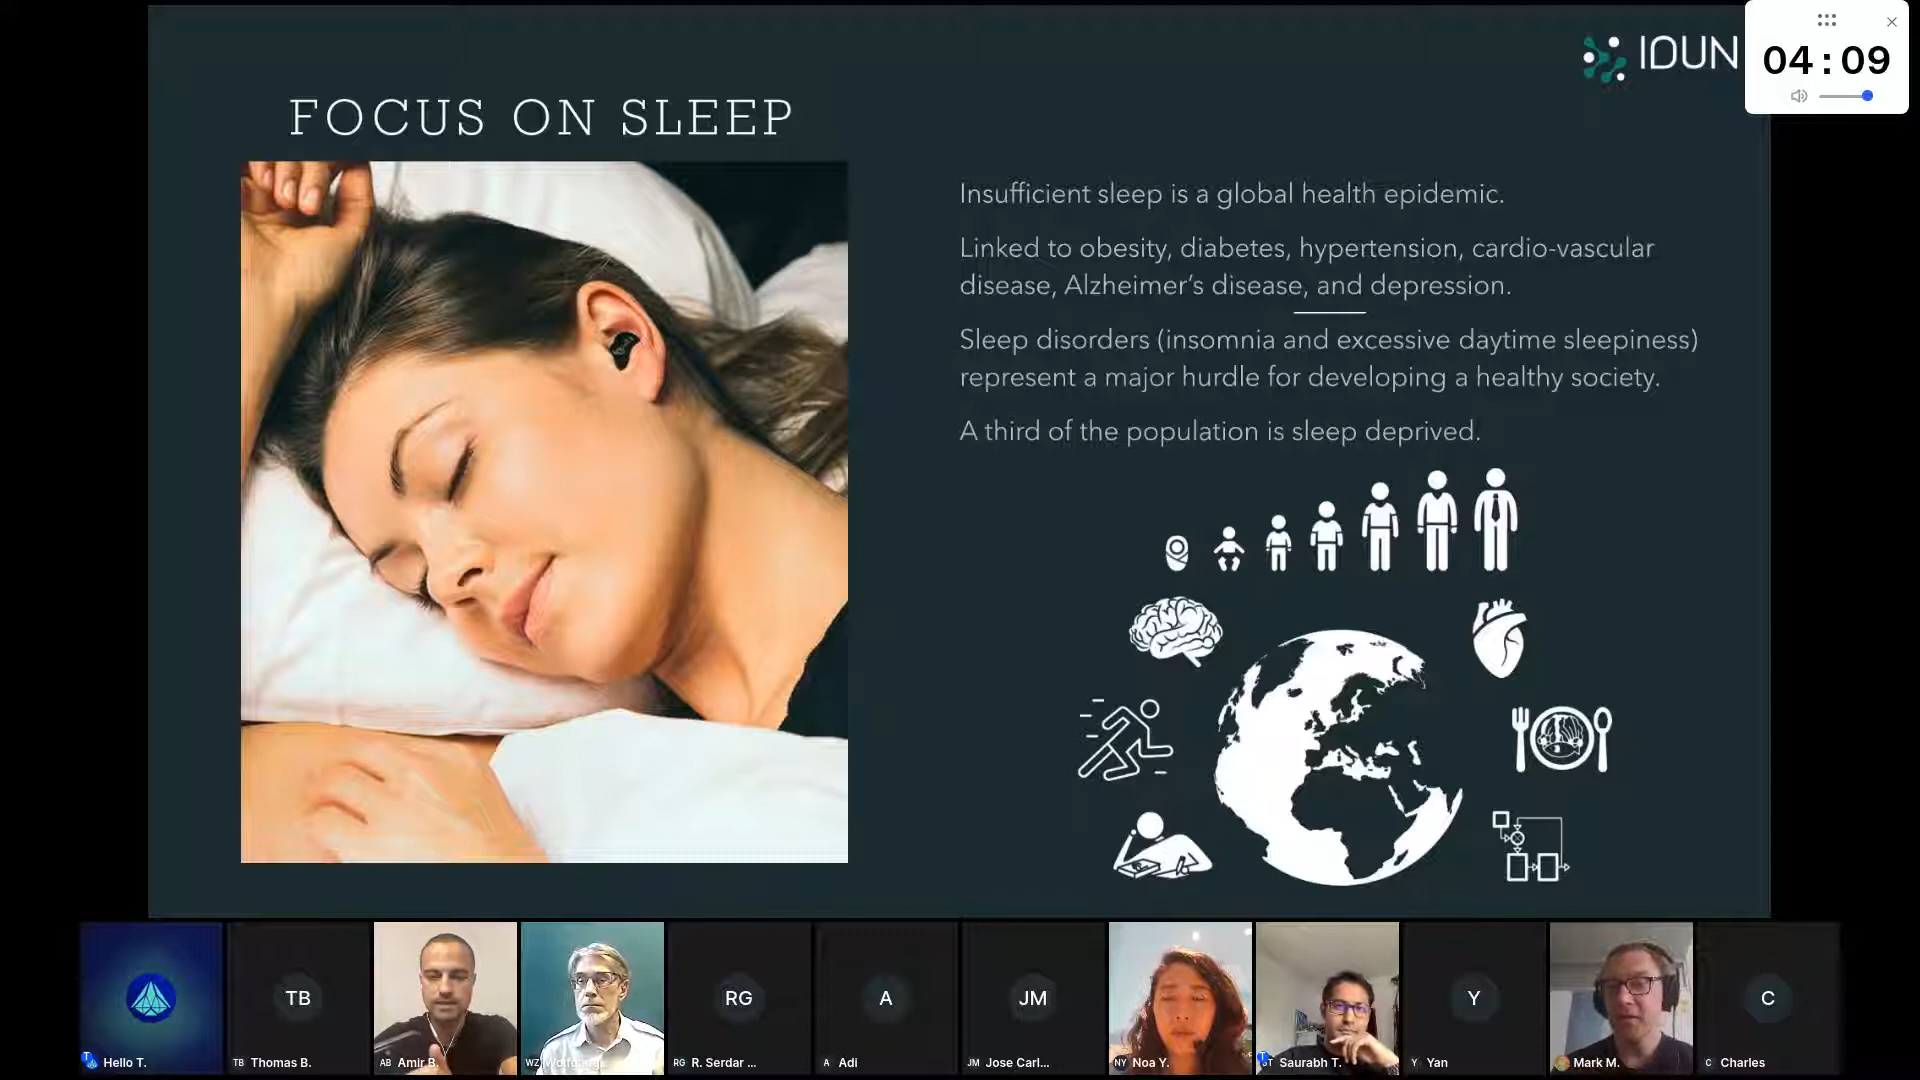 IDUN
04:09
FOCUS ON SLEEP
Insufficient sleep is a global health epidemic.
Linked to obesity, diabetes, hypertension, cardio-vascular
disease, Alzheimer's disease, and depression.
Sleep disorders (insomnia and excessive daytime sleepiness)
represent a major hurdle for developing a healthy society.
A third of the population is sleep deprived.
TB
RG
A
JM
Y
C
Hello T.
TB Thomas B.
AB Amir B.
WZ
RG R. Serdar ...
A Adi
JM Jose Carl...
NY Noa Y.
ST Saurabh T.
Y Yan
Mark M.
C Charles